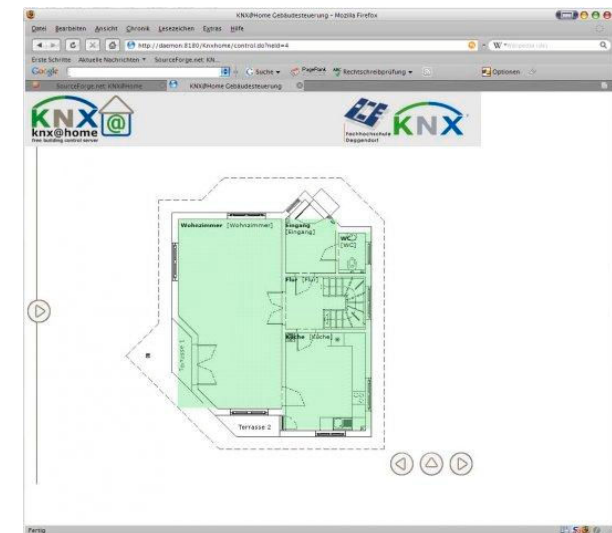 KNX@Home Gebäudesteuerung – Mozilla Firefox
Datei Bearbeiten Ansicht Chronik Lesezeichen Extras Hilfe
http://daemon:8180/Knxhome/control.do?
Erste Schritte Aktuelle Nachrichten SourceForge.net: KN...
Google Suche PageRank Rechtschreibprüfung Optionen
SourceForge.net: KNX@Home KNX@Home Gebäudesteuerung
KNX @
knx@home
free building control server
Fachhochschule
Deggendorf
KNX
Wohnzimmer [Wohnzimmer]
Eingang
[Eingang]
WC
[WC]
Flur [Flur]
Küche [Küche]
Terrasse 1
Terrasse 2
Fertig